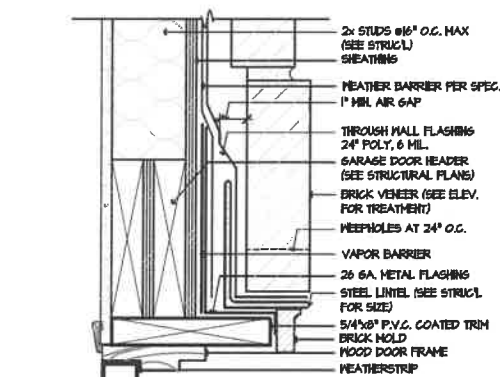 2x STUDS @16" O.C. MAX
(SEE STRUC'L)
SHEATHING
WEATHER BARRIER PER SPEC.
1" MIN. AIR GAP
THROUGH WALL FLASHING
24" POLY, 6 MIL.
GARAGE DOOR HEADER
(SEE STRUCTURAL PLANS)
BRICK VENEER (SEE ELEV.
FOR TREATMENT)
WEEPHOLES AT 24" O.C.
VAPOR BARRIER
26 GA. METAL FLASHING
STEEL LINTEL (SEE STRUC'L
FOR SIZE)
5/4"x8" P.V.C. COATED TRIM
BRICK MOLD
WOOD DOOR FRAME
WEATHERSTRIP